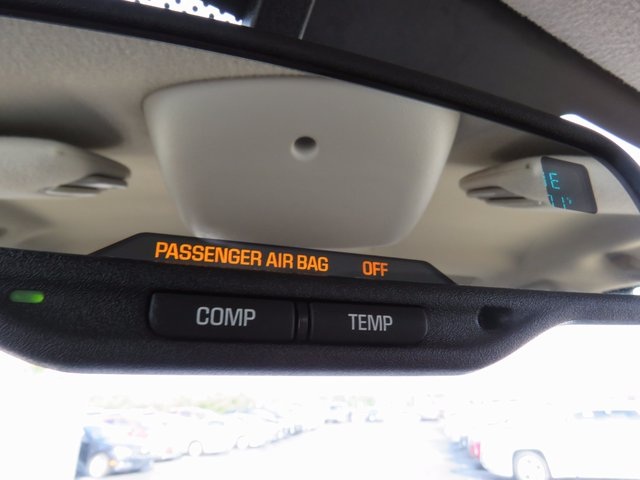 E
PASSENGER AIR BAG OFF
COMP TEMP